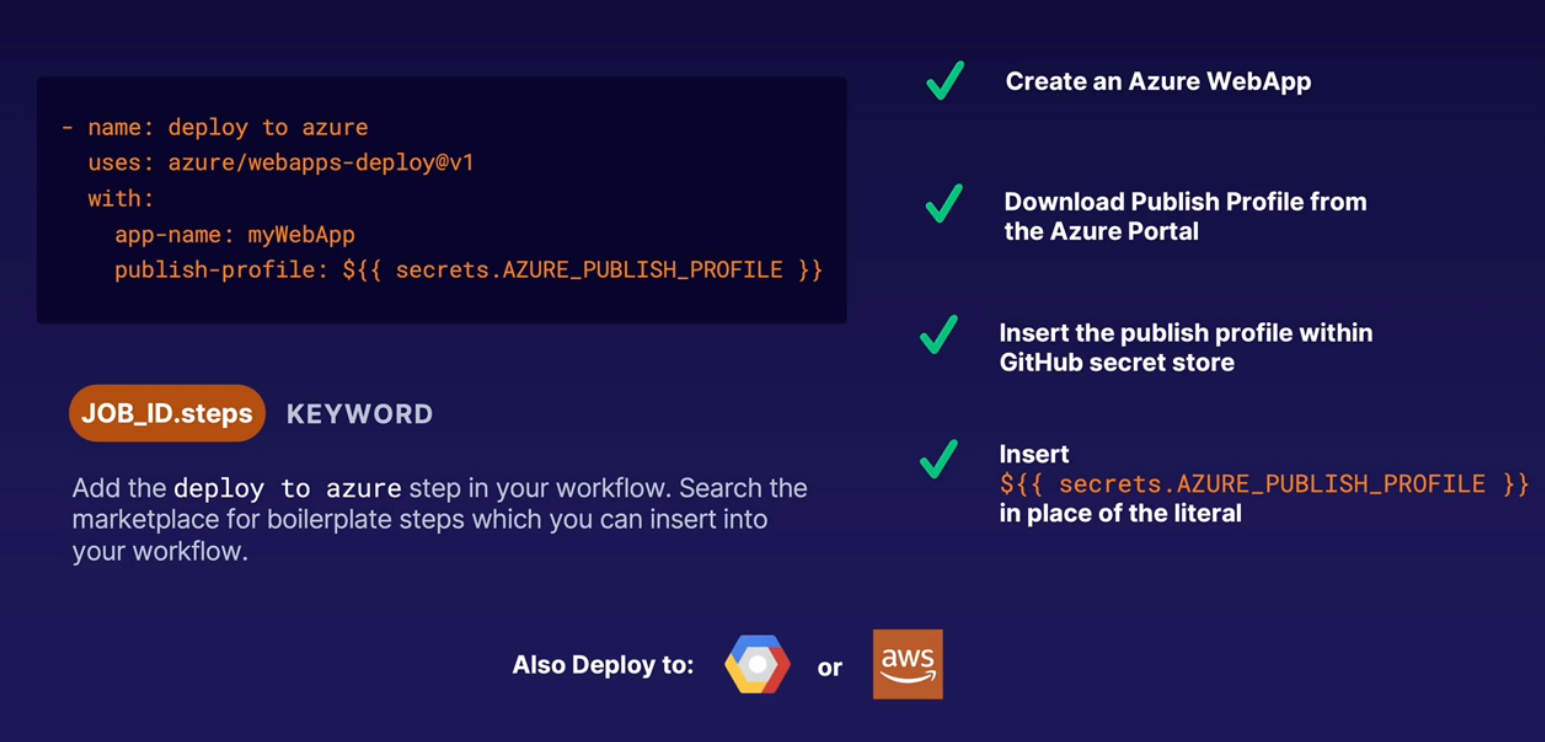 - name: deploy to azure
  uses: azure/webapps-deploy@v1
  with:
    app-name: myWebApp
    publish-profile: ${{ secrets.AZURE_PUBLISH_PROFILE }}
JOB_ID.steps KEYWORD
Add the deploy to azure step in your workflow. Search the
marketplace for boilerplate steps which you can insert into
your workflow.
Create an Azure WebApp
Download Publish Profile from
the Azure Portal
Insert the publish profile within
GitHub secret store
Insert
${{ secrets.AZURE_PUBLISH_PROFILE }}
in place of the literal
Also Deploy to: or aws